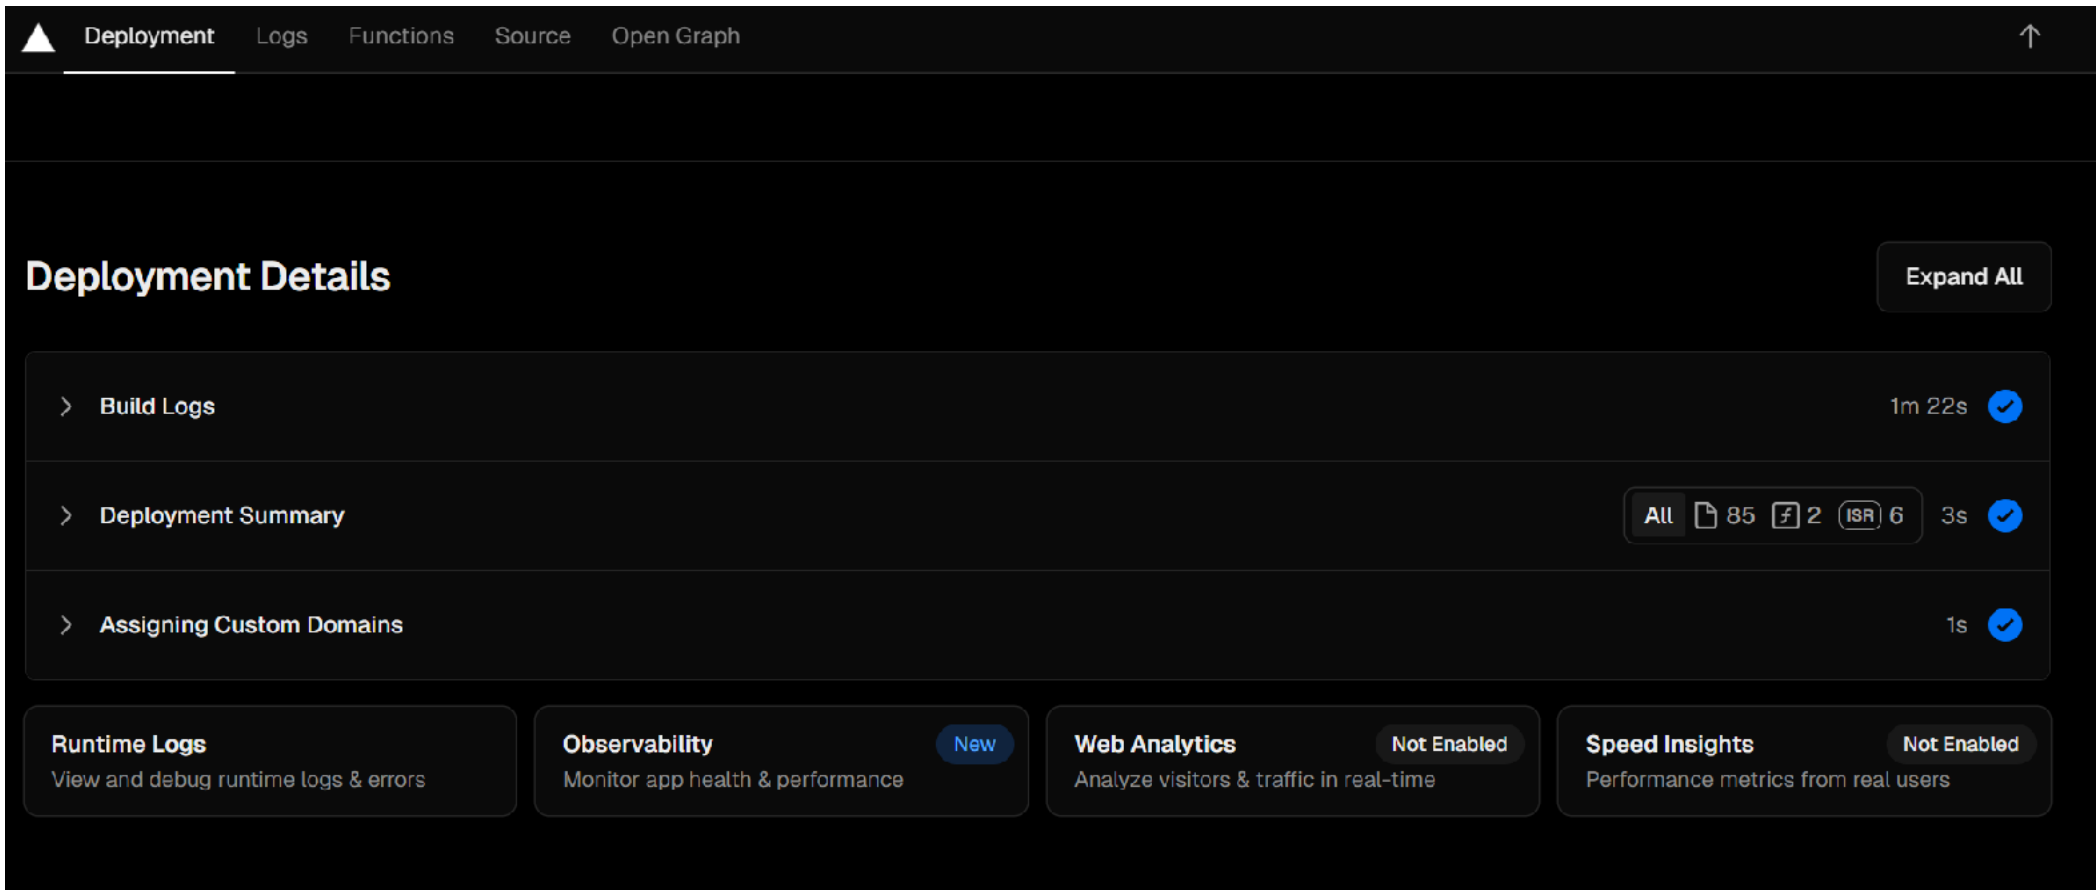 Deployment Logs Functions Source Open Graph
Deployment Details
Expand All
Build Logs 1m 22s
Deployment Summary All 85 2 ISR 6 3s
Assigning Custom Domains 1s
Runtime Logs
View and debug runtime logs & errors
Observability New
Monitor app health & performance
Web Analytics Not Enabled
Analyze visitors & traffic in real-time
Speed Insights Not Enabled
Performance metrics from real users